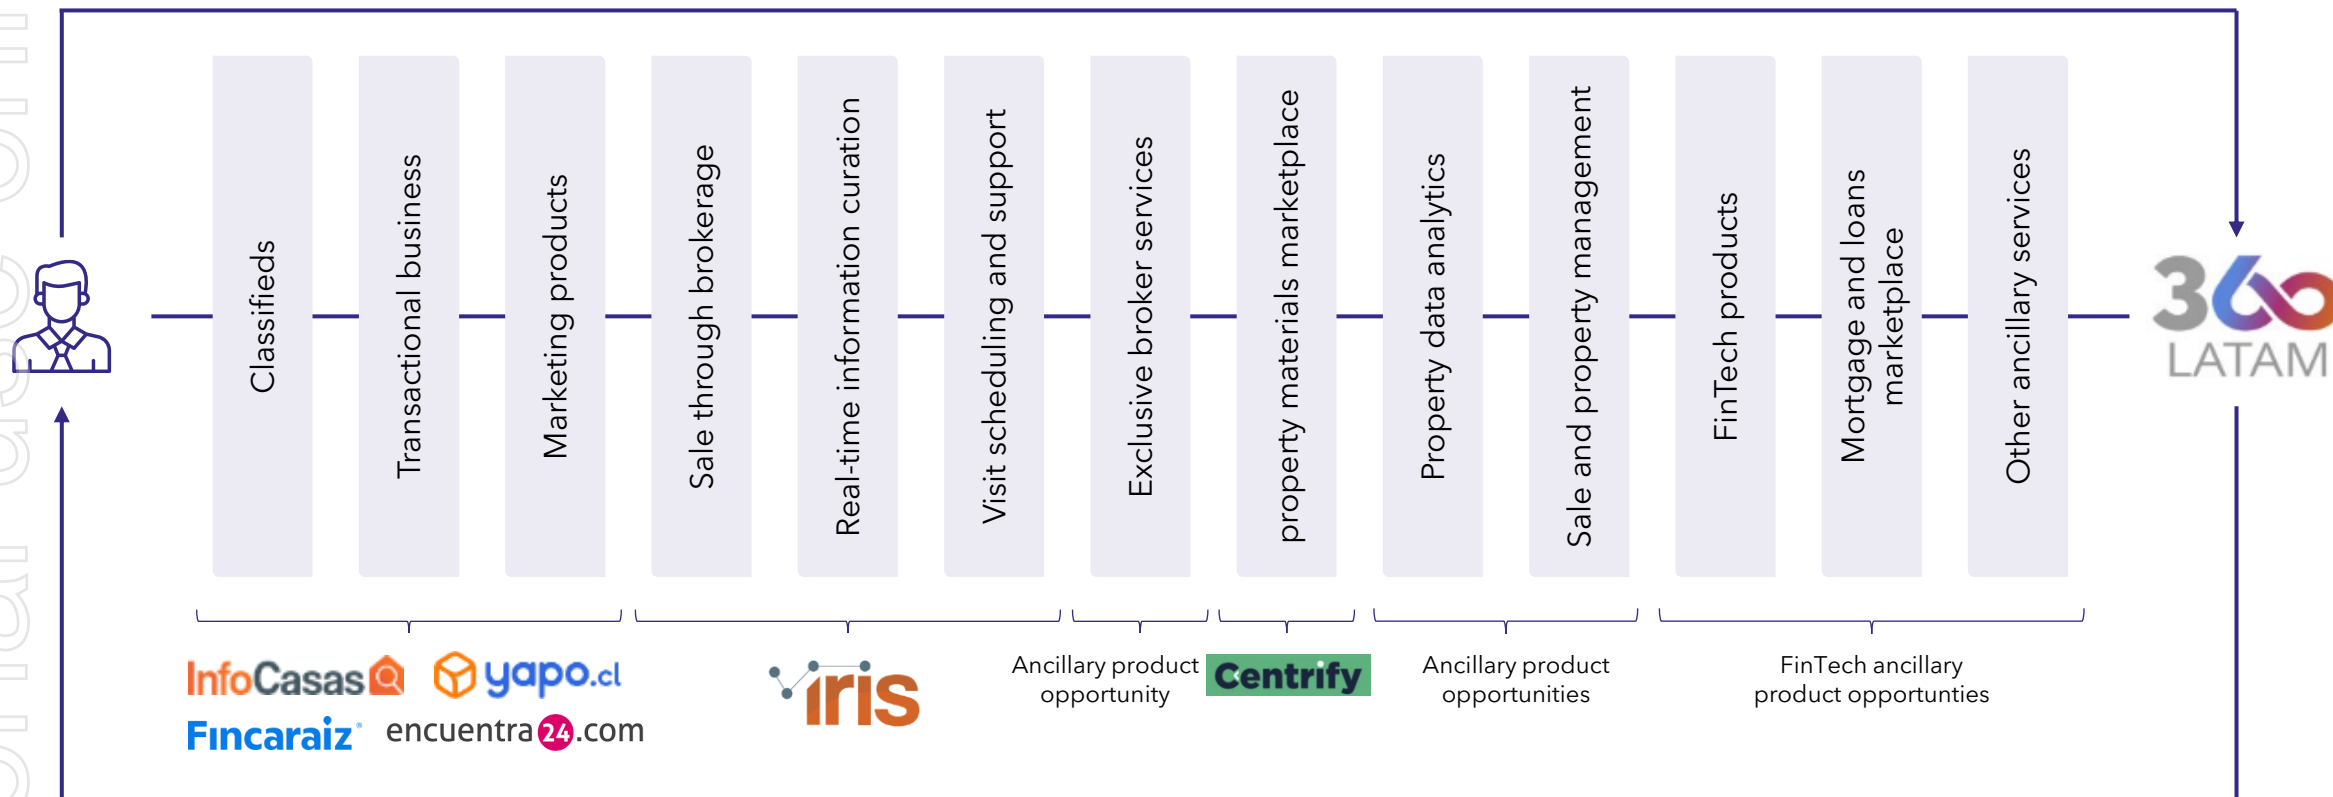 Classifieds
Transactional business
Marketing products
Sale through brokerage
Real-time information curation
Visit scheduling and support
Exclusive broker services
property materials marketplace
Property data analytics
Sale and property management
FinTech products
Mortgage and loans
marketplace
Other ancillary services
360
LATAM
InfoCasas
yapo.cl
Fincaraiz
encuentra24.com
iris
Ancillary product
opportunity
Centrify
Ancillary product
opportunities
FinTech ancillary
product opportunties